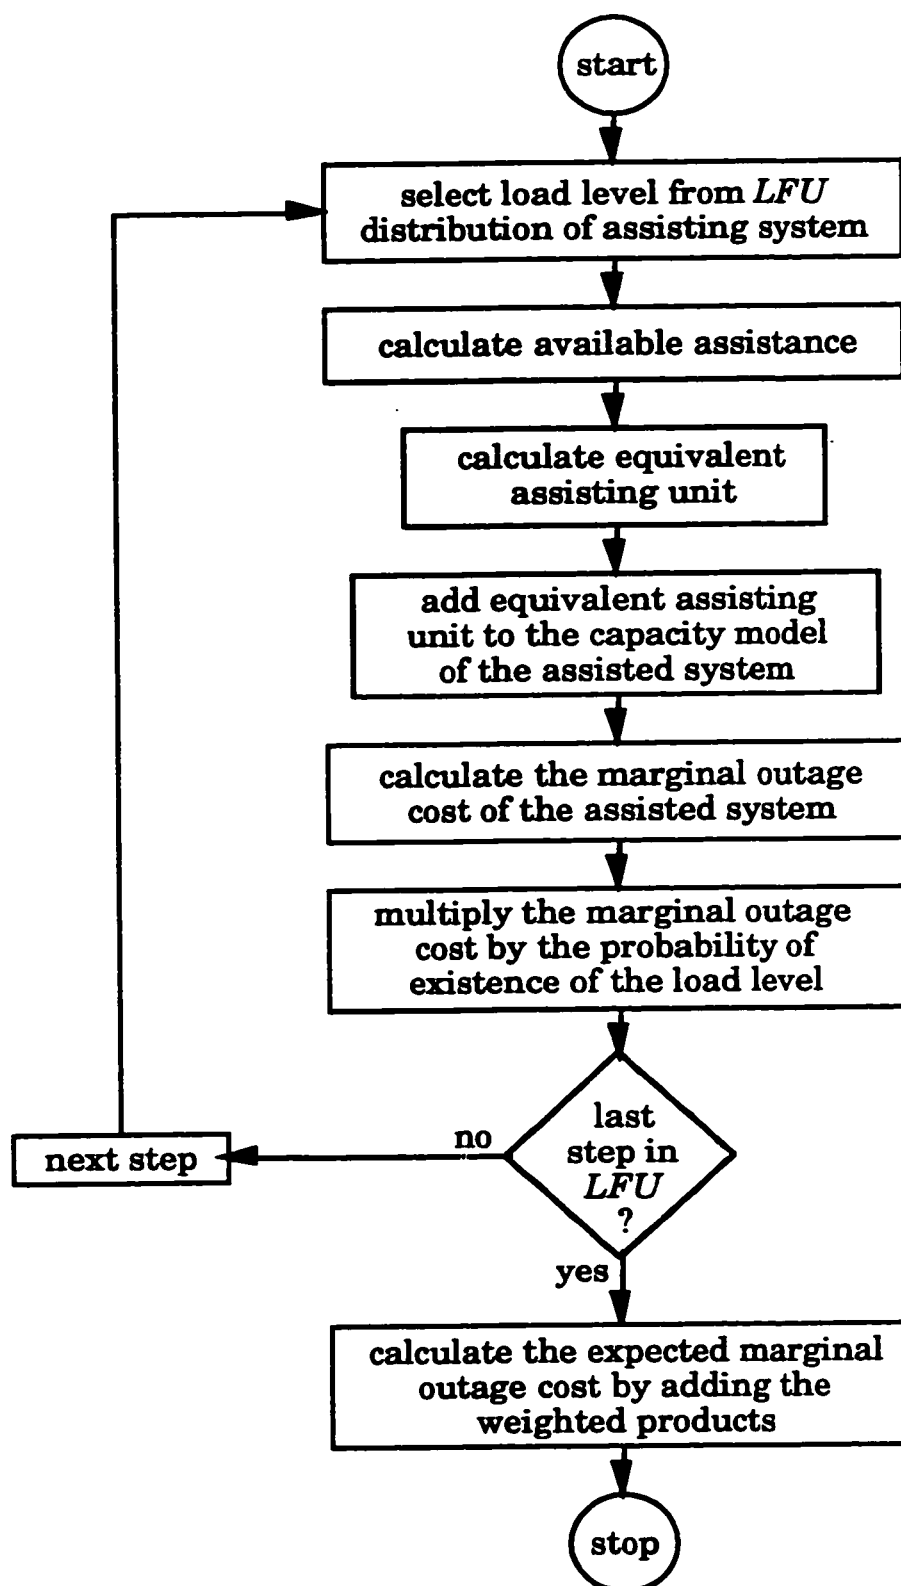 start
select load level from LFU
distribution of assisting system
calculate available assistance
calculate equivalent
assisting unit
add equivalent assisting
unit to the capacity model
of the assisted system
calculate the marginal outage
cost of the assisted system
multiply the marginal outage
cost by the probability of
existence of the load level
last
step in
LFU
?
no
next step
yes
calculate the expected marginal
outage cost by adding the
weighted products
stop